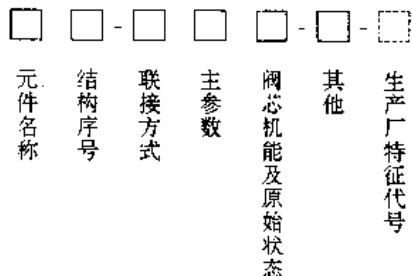 元件名称
结构序号
联接方式
主参数
阀芯机能及原始状态
其他
生产厂特征代号